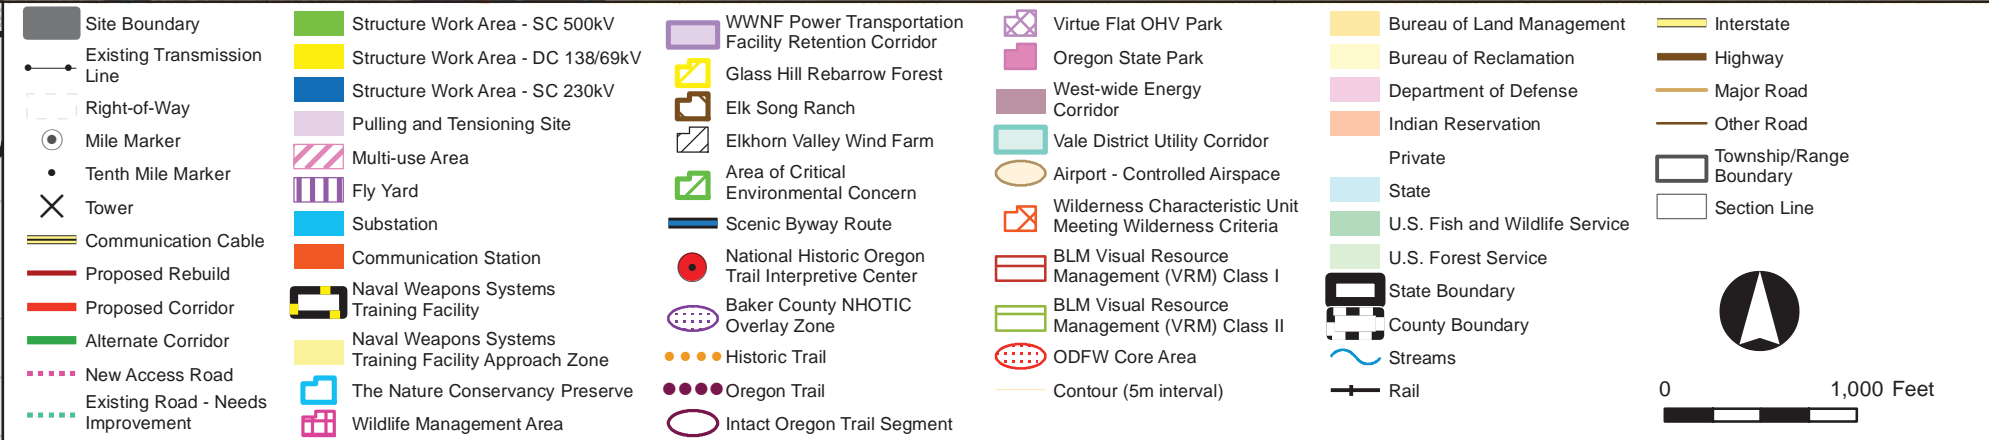 Site Boundary
Existing Transmission
Line
Right-of-Way
Mile Marker
Tenth Mile Marker
Tower
Communication Cable
Proposed Rebuild
Proposed Corridor
Alternate Corridor
New Access Road
Existing Road - Needs
Improvement
Structure Work Area - SC 500kV
Structure Work Area - DC 138/69kV
Structure Work Area - SC 230kV
Pulling and Tensioning Site
Multi-use Area
Fly Yard
Substation
Communication Station
Naval Weapons Systems
Training Facility
Naval Weapons Systems
Training Facility Approach Zone
The Nature Conservancy Preserve
Wildlife Management Area
WWNF Power Transportation
Facility Retention Corridor
Glass Hill Rebarrow Forest
Elk Song Ranch
Elkhorn Valley Wind Farm
Area of Critical
Environmental Concern
Scenic Byway Route
National Historic Oregon
Trail Interpretive Center
Baker County NHOTIC
Overlay Zone
Historic Trail
Oregon Trail
Intact Oregon Trail Segment
Virtue Flat OHV Park
Oregon State Park
West-wide Energy
Corridor
Vale District Utility Corridor
Airport - Controlled Airspace
Wilderness Characteristic Unit
Meeting Wilderness Criteria
BLM Visual Resource
Management (VRM) Class I
BLM Visual Resource
Management (VRM) Class II
ODFW Core Area
Contour (5m interval)
Bureau of Land Management
Bureau of Reclamation
Department of Defense
Indian Reservation
Private
State
U.S. Fish and Wildlife Service
U.S. Forest Service
State Boundary
County Boundary
Streams
Rail
Interstate
Highway
Major Road
Other Road
Township/Range
Boundary
Section Line
0 1,000 Feet